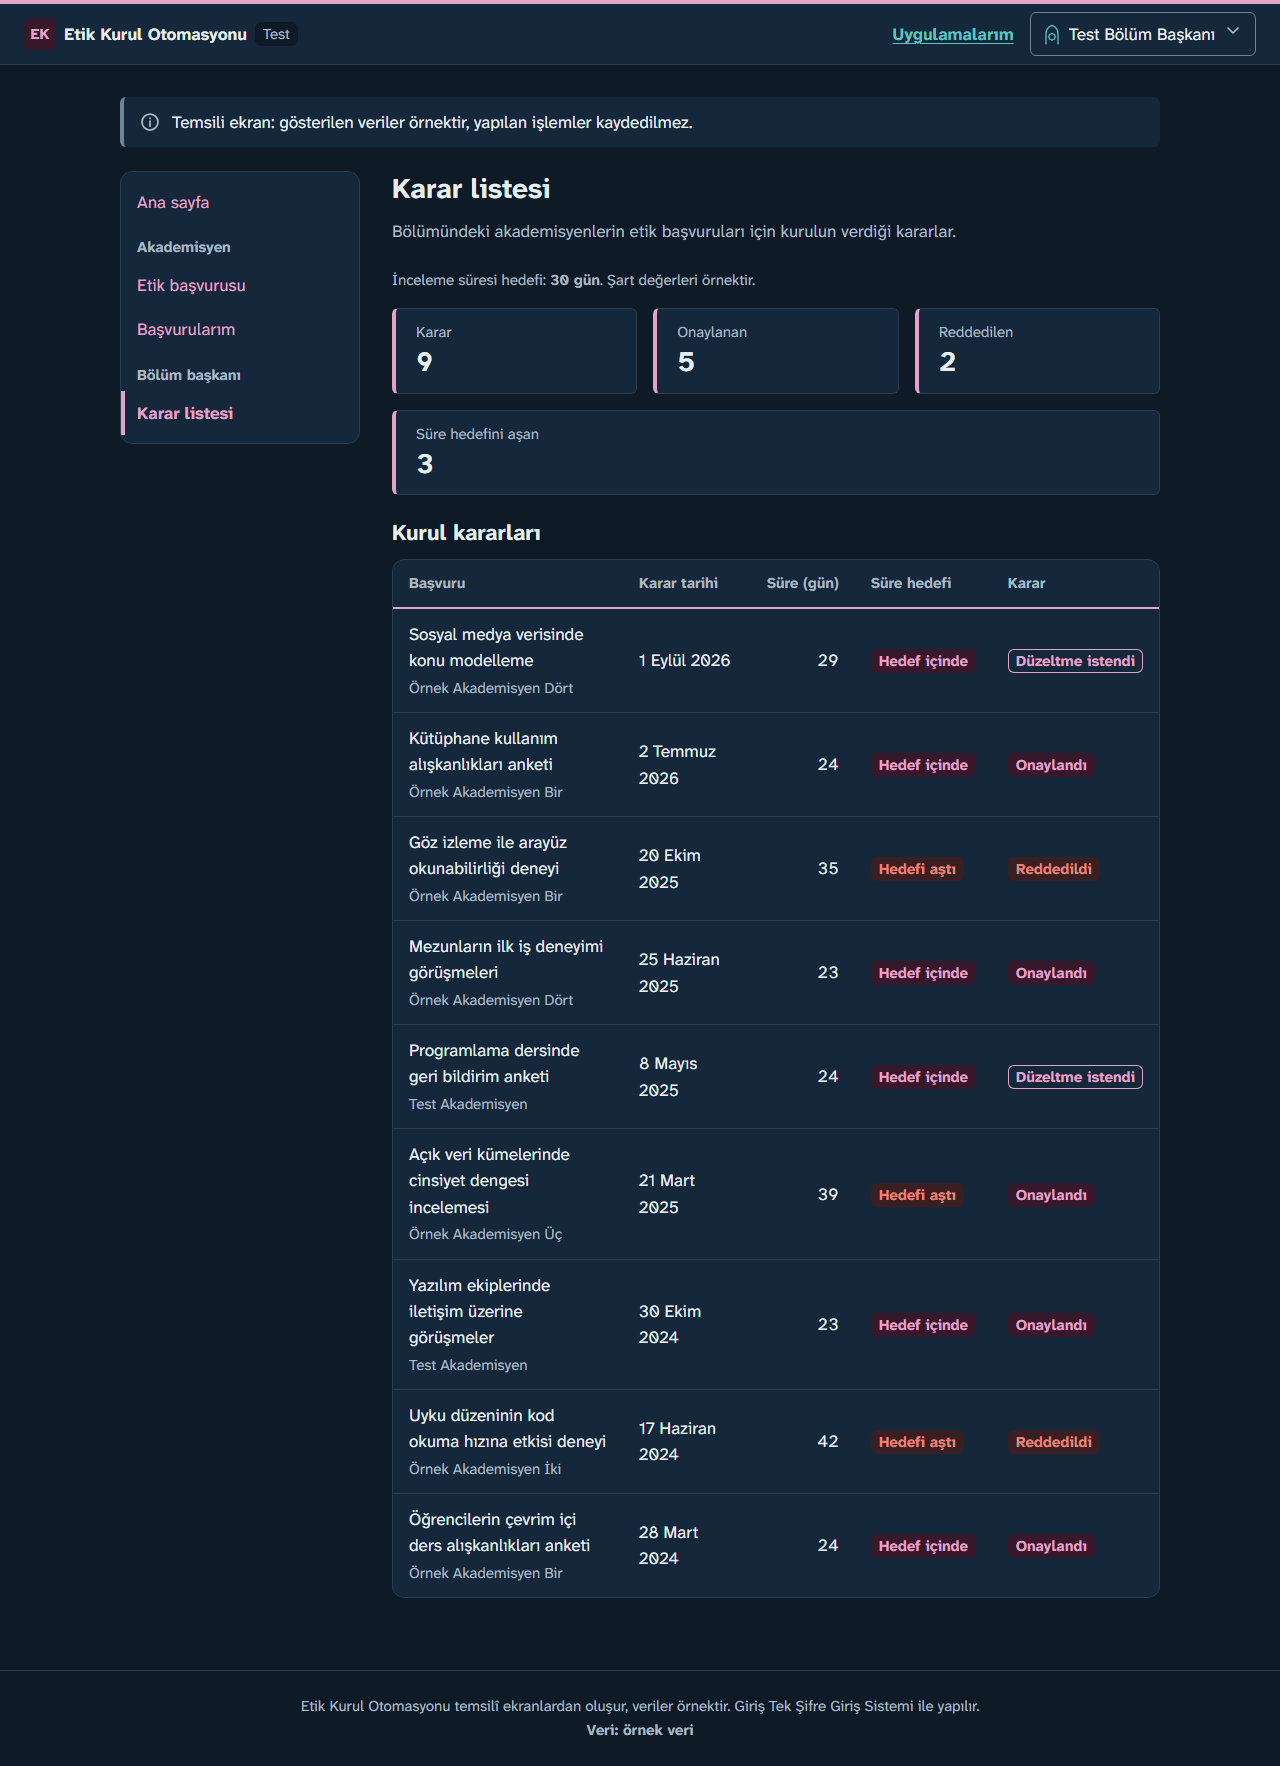 EK Etik Kurul Otomasyonu Test
Uygulamalarım
Test Bölüm Başkanı
Temsili ekran: gösterilen veriler örnektir, yapılan işlemler kaydedilmez.
Ana sayfa
Akademisyen
Etik başvurusu
Başvurularım
Bölüm başkanı
Karar listesi
Karar listesi
Bölümündeki akademisyenlerin etik başvuruları için kurulun verdiği kararlar.
İnceleme süresi hedefi: 30 gün. Şart değerleri örnektir.
Karar
9
Onaylanan
5
Reddedilen
2
Süre hedefini aşan
3
Kurul kararları
Başvuru Karar tarihi Süre (gün) Süre hedefi Karar
Sosyal medya verisinde
konu modelleme
Örnek Akademisyen Dört
1 Eylül 2026
29
Hedef içinde
Düzeltme istendi
Kütüphane kullanım
alışkanlıkları anketi
Örnek Akademisyen Bir
2 Temmuz
2026
24
Hedef içinde
Onaylandı
Göz izleme ile arayüz
okunabilirliği deneyi
Örnek Akademisyen Bir
20 Ekim
2025
35
Hedefi aştı
Reddedildi
Mezunların ilk iş deneyimi
görüşmeleri
Örnek Akademisyen Dört
25 Haziran
2025
23
Hedef içinde
Onaylandı
Programlama dersinde
geri bildirim anketi
Test Akademisyen
8 Mayıs
2025
24
Hedef içinde
Düzeltme istendi
Açık veri kümelerinde
cinsiyet dengesi
incelemesi
Örnek Akademisyen Üç
21 Mart
2025
39
Hedefi aştı
Onaylandı
Yazılım ekiplerinde
iletişim üzerine
görüşmeler
Test Akademisyen
30 Ekim
2024
23
Hedef içinde
Onaylandı
Uyku düzeninin kod
okuma hızına etkisi deneyi
Örnek Akademisyen İki
17 Haziran
2024
42
Hedefi aştı
Reddedildi
Öğrencilerin çevrim içi
ders alışkanlıkları anketi
Örnek Akademisyen Bir
28 Mart
2024
24
Hedef içinde
Onaylandı
Etik Kurul Otomasyonu temsilî ekranlardan oluşur, veriler örnektir. Giriş Tek Şifre Giriş Sistemi ile yapılır.
Veri: örnek veri